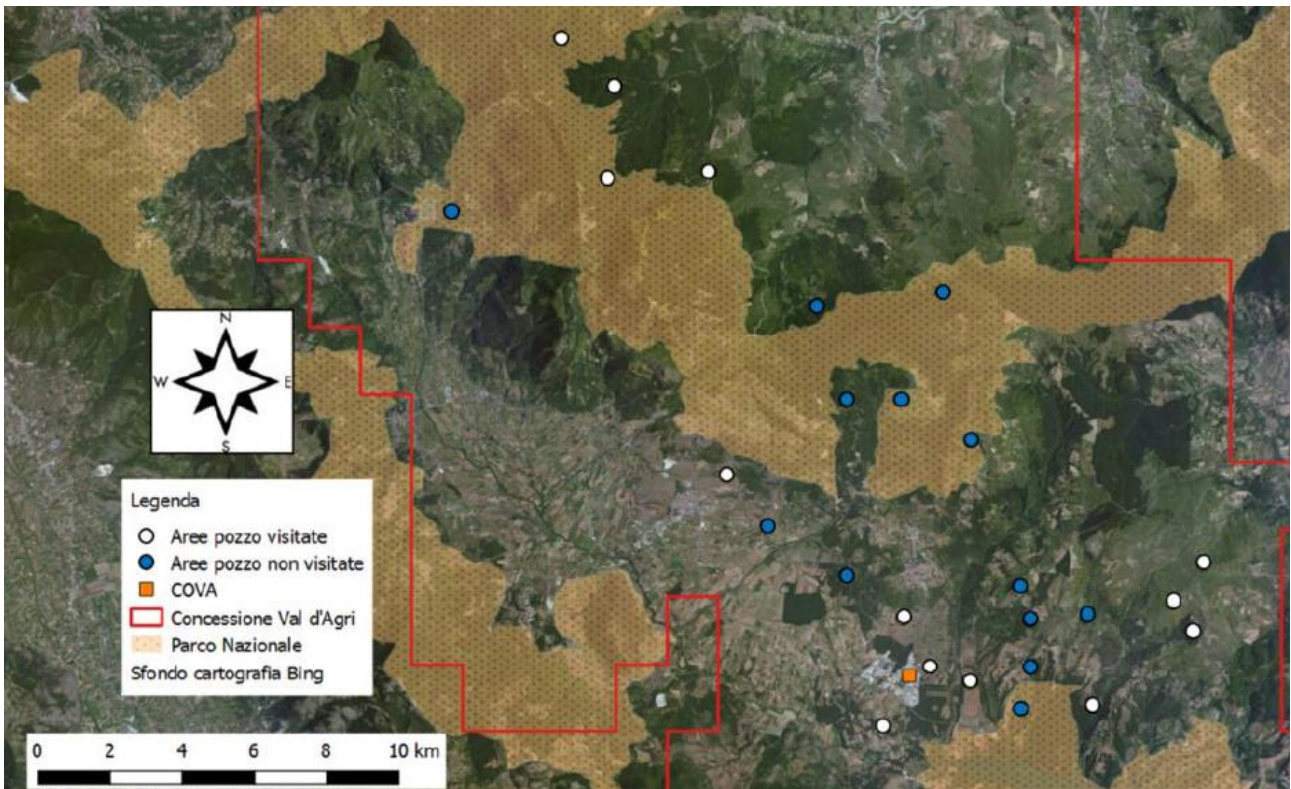 N
W E
S
Legenda
Aree pozzo visitate
Aree pozzo non visitate
COVA
Concessione Val d'Agri
Parco Nazionale
Sfondo cartografia Bing
0 2 4 6 8 10 km